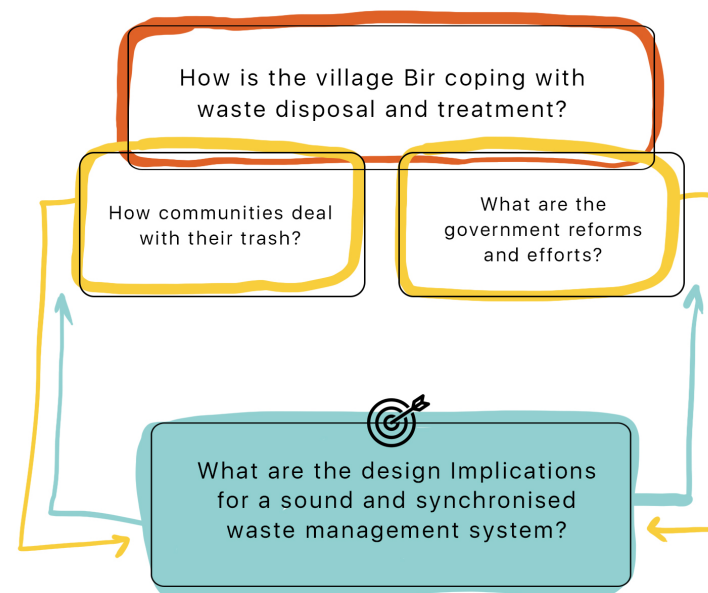 How is the village Bir coping with
waste disposal and treatment?
How communities deal
with their trash?
What are the
government reforms
and efforts?
What are the design Implications
for a sound and synchronised
waste management system?